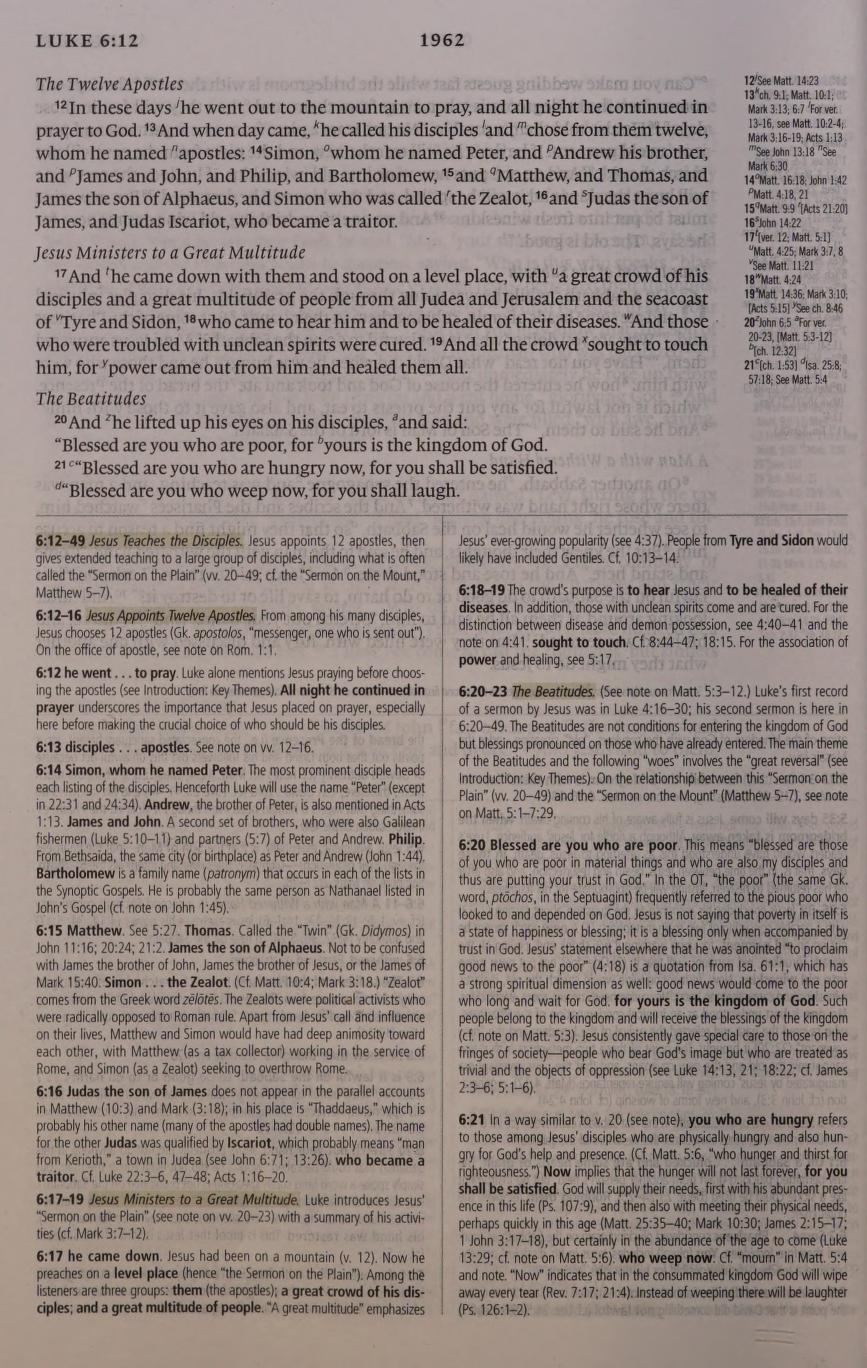 LUKE 6:12
1962
The Twelve Apostles
12In these days jhe went out to the mountain to pray, and all night he continued in
prayer to God. 13And when day came, khe called his disciples land mchose from them twelve,
whom he named napostles: 14Simon, owhom he named Peter, and pAndrew his brother,
and pJames and John, and Philip, and Bartholomew, 15and qMatthew, and Thomas, and
James the son of Alphaeus, and Simon who was called rthe Zealot, 16and sJudas the son of
James, and Judas Iscariot, who became a traitor.
Jesus Ministers to a Great Multitude
17And the came down with them and stood on a level place, with ua great crowd of his
disciples and a great multitude of people from all Judea and Jerusalem and the seacoast
of vTyre and Sidon, 18who came to hear him and to be healed of their diseases. wAnd those
who were troubled with unclean spirits were cured. 19And all the crowd xsought to touch
him, for ypower came out from him and healed them all.
The Beatitudes
20And zhe lifted up his eyes on his disciples, aand said:
“Blessed are you who are poor, for byours is the kingdom of God.
21c“Blessed are you who are hungry now, for you shall be satisfied.
d“Blessed are you who weep now, for you shall laugh.
12jSee Matt. 14:23
13kch. 9:1; Matt. 10:1;
Mark 3:13; 6:7 lFor ver.
13-16, see Matt. 10:2-4;
Mark 3:16-19; Acts 1:13
mSee John 13:18 nSee
Mark 6:30
14oMatt. 16:18; John 1:42
pMatt. 4:18, 21
15qMatt. 9:9 r[Acts 21:20]
16sJohn 14:22
17t[ver. 12; Matt. 5:1]
uMatt. 4:25; Mark 3:7, 8
vSee Matt. 11:21
18wMatt. 4:24
19xMatt. 14:36; Mark 3:10;
[Acts 5:15] ySee ch. 8:46
20zJohn 6:5 aFor ver.
20-23, [Matt. 5:3-12]
b[ch. 12:32]
21c[ch. 1:53] dIsa. 25:8;
57:18; See Matt. 5:4
6:12–49 Jesus Teaches the Disciples. Jesus appoints 12 apostles, then
gives extended teaching to a large group of disciples, including what is often
called the “Sermon on the Plain” (vv. 20–49; cf. the “Sermon on the Mount,”
Matthew 5–7).
6:12–16 Jesus Appoints Twelve Apostles. From among his many disciples,
Jesus chooses 12 apostles (Gk. apostolos, “messenger, one who is sent out”).
On the office of apostle, see note on Rom. 1:1.
6:12 he went . . . to pray. Luke alone mentions Jesus praying before choos-
ing the apostles (see Introduction: Key Themes). All night he continued in
prayer underscores the importance that Jesus placed on prayer, especially
here before making the crucial choice of who should be his disciples.
6:13 disciples . . . apostles. See note on vv. 12–16.
6:14 Simon, whom he named Peter. The most prominent disciple heads
each listing of the disciples. Henceforth Luke will use the name “Peter” (except
in 22:31 and 24:34). Andrew, the brother of Peter, is also mentioned in Acts
1:13. James and John. A second set of brothers, who were also Galilean
fishermen (Luke 5:10–11) and partners (5:7) of Peter and Andrew. Philip.
From Bethsaida, the same city (or birthplace) as Peter and Andrew (John 1:44).
Bartholomew is a family name (patronym) that occurs in each of the lists in
the Synoptic Gospels. He is probably the same person as Nathanael listed in
John’s Gospel (cf. note on John 1:45).
6:15 Matthew. See 5:27. Thomas. Called the “Twin” (Gk. Didymos) in
John 11:16; 20:24; 21:2. James the son of Alphaeus. Not to be confused
with James the brother of John, James the brother of Jesus, or the James of
Mark 15:40. Simon . . . the Zealot. (Cf. Matt. 10:4; Mark 3:18.) “Zealot”
comes from the Greek word zēlōtēs. The Zealots were political activists who
were radically opposed to Roman rule. Apart from Jesus’ call and influence
on their lives, Matthew and Simon would have had deep animosity toward
each other, with Matthew (as a tax collector) working in the service of
Rome, and Simon (as a Zealot) seeking to overthrow Rome.
6:16 Judas the son of James does not appear in the parallel accounts
in Matthew (10:3) and Mark (3:18); in his place is “Thaddaeus,” which is
probably his other name (many of the apostles had double names). The name
for the other Judas was qualified by Iscariot, which probably means “man
from Kerioth,” a town in Judea (see John 6:71; 13:26). who became a
traitor. Cf. Luke 22:3–6, 47–48; Acts 1:16–20.
6:17–19 Jesus Ministers to a Great Multitude. Luke introduces Jesus’
“Sermon on the Plain” (see note on vv. 20–23) with a summary of his activi-
ties (cf. Mark 3:7–12).
6:17 he came down. Jesus had been on a mountain (v. 12). Now he
preaches on a level place (hence “the Sermon on the Plain”). Among the
listeners are three groups: them (the apostles); a great crowd of his dis-
ciples; and a great multitude of people. “A great multitude” emphasizes
Jesus’ ever-growing popularity (see 4:37). People from Tyre and Sidon would
likely have included Gentiles. Cf. 10:13–14.
6:18–19 The crowd’s purpose is to hear Jesus and to be healed of their
diseases. In addition, those with unclean spirits come and are cured. For the
distinction between disease and demon possession, see 4:40–41 and the
note on 4:41. sought to touch. Cf. 8:44–47; 18:15. For the association of
power and healing, see 5:17.
6:20–23 The Beatitudes. (See note on Matt. 5:3–12.) Luke’s first record
of a sermon by Jesus was in Luke 4:16–30; his second sermon is here in
6:20–49. The Beatitudes are not conditions for entering the kingdom of God
but blessings pronounced on those who have already entered. The main theme
of the Beatitudes and the following “woes” involves the “great reversal” (see
Introduction: Key Themes). On the relationship between this “Sermon on the
Plain” (vv. 20–49) and the “Sermon on the Mount” (Matthew 5–7), see note
on Matt. 5:1–7:29.
6:20 Blessed are you who are poor. This means “blessed are those
of you who are poor in material things and who are also my disciples and
thus are putting your trust in God.” In the OT, “the poor” (the same Gk.
word, ptōchos, in the Septuagint) frequently referred to the pious poor who
looked to and depended on God. Jesus is not saying that poverty in itself is
a state of happiness or blessing; it is a blessing only when accompanied by
trust in God. Jesus’ statement elsewhere that he was anointed “to proclaim
good news to the poor” (4:18) is a quotation from Isa. 61:1, which has
a strong spiritual dimension as well: good news would come to the poor
who long and wait for God. for yours is the kingdom of God. Such
people belong to the kingdom and will receive the blessings of the kingdom
(cf. note on Matt. 5:3). Jesus consistently gave special care to those on the
fringes of society—people who bear God’s image but who are treated as
trivial and the objects of oppression (see Luke 14:13, 21; 18:22; cf. James
2:3–6; 5:1–6).
6:21 In a way similar to v. 20 (see note), you who are hungry refers
to those among Jesus’ disciples who are physically hungry and also hun-
gry for God’s help and presence. (Cf. Matt. 5:6, “who hunger and thirst for
righteousness.”) Now implies that the hunger will not last forever, for you
shall be satisfied. God will supply their needs, first with his abundant pres-
ence in this life (Ps. 107:9), and then also with meeting their physical needs,
perhaps quickly in this age (Matt. 25:35–40; Mark 10:30; James 2:15–17;
1 John 3:17–18), but certainly in the abundance of the age to come (Luke
13:29; cf. note on Matt. 5:6). who weep now. Cf. “mourn” in Matt. 5:4
and note. “Now” indicates that in the consummated kingdom God will wipe
away every tear (Rev. 7:17; 21:4). Instead of weeping there will be laughter
(Ps. 126:1–2).